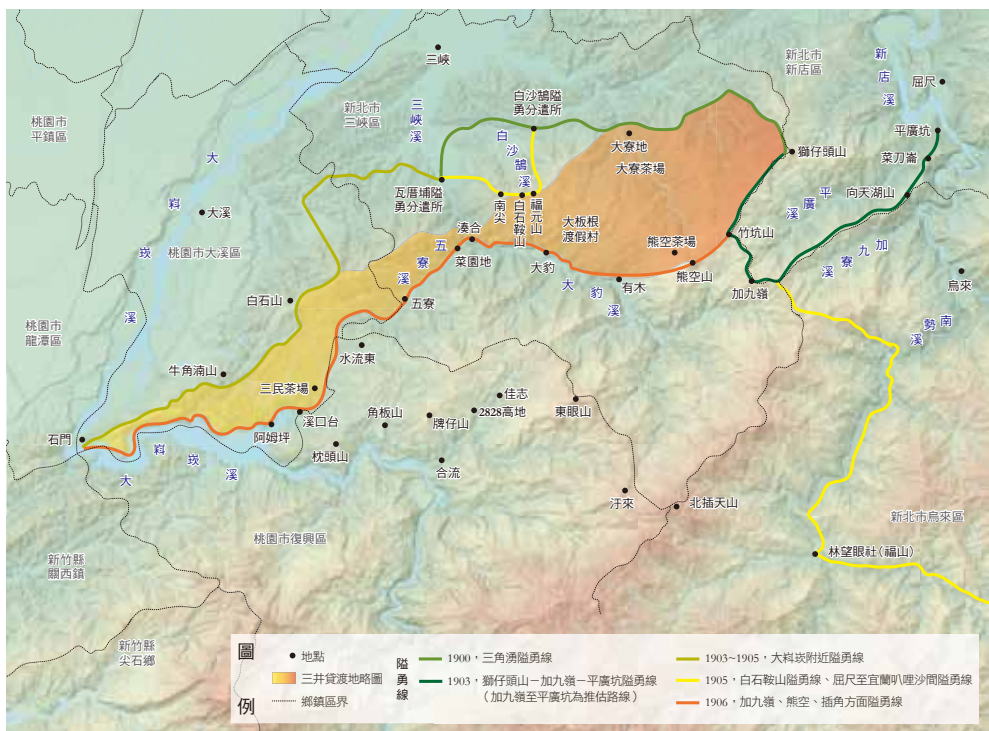 三峽
新北市
新店區
新店溪
屈尺
桃園市
平鎮區
新北市
三峽區
三峽溪
白沙鵠隘
勇分遣所
白沙鵠溪
大寮地
大寮茶場
獅仔頭山
平廣坑
菜刀崙
向天湖山
平廣溪
加九寮溪
大嵙崁溪
大溪
桃園市大溪區
瓦厝埔隘
勇分遣所
南尖
白石鞍山
福元山
大板根
渡假村
湊合
菜園地
五寮溪
大豹
大豹溪
熊空茶場
熊空山
竹坑山
有木
加九嶺
烏來
南勢溪
白石山
五寮
桃園市
龍潭區
水流東
牛角湳山
三民茶場
佳志
2828高地
東眼山
角板山
牌仔山
溪口台
阿姆坪
石門
枕頭山
合流
大嵙崁溪
汙來
北插天山
新北市烏來區
桃園市復興區
林望眼社(福山)
新竹縣
關西鎮
新竹縣
尖石鄉
圖例
地點
三井貸渡地略圖
鄉鎮區界
隘勇線
1900，三角湧隘勇線
1903，獅仔頭山－加九嶺－平廣坑隘勇線
（加九嶺至平廣坑為推估路線）
1903~1905，大嵙崁附近隘勇線
1905，白石鞍山隘勇線、屈尺至宜蘭叭哩沙間隘勇線
1906，加九嶺、熊空、插角方面隘勇線